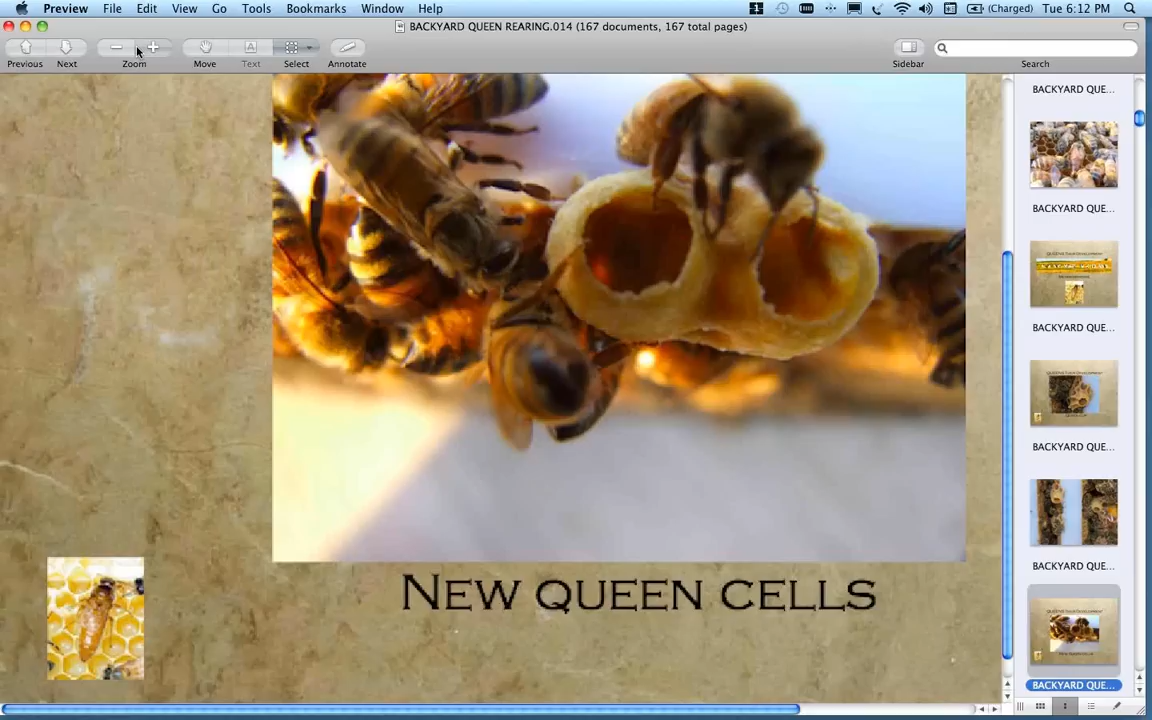 Preview File Edit View Go Tools Bookmarks Window Help 1 (Charged) Tue 6:12 PM
BACKYARD QUEEN REARING.014 (167 documents, 167 total pages)
Previous Next Zoom Move Text Select Annotate Sidebar Search
BACKYARD QUE...
BACKYARD QUE...
BACKYARD QUE...
BACKYARD QUE...
BACKYARD QUE...
BACKYARD QUE...
NEW QUEEN CELLS